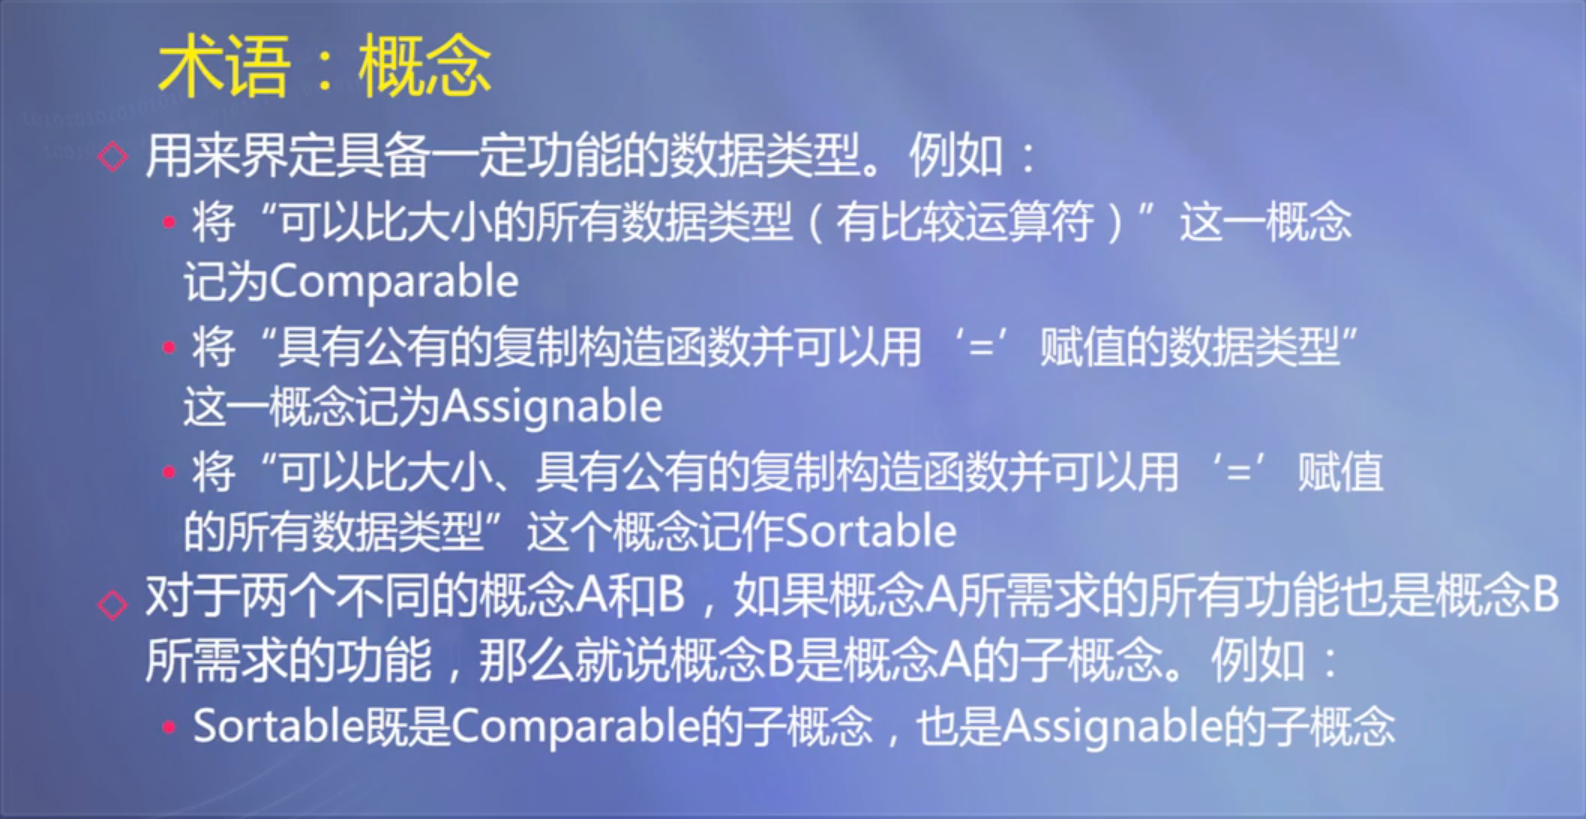 术语：概念
用来界定具备一定功能的数据类型。例如：
将“可以比大小的所有数据类型（有比较运算符）”这一概念
记为Comparable
将“具有公有的复制构造函数并可以用‘=’赋值的数据类型”
这一概念记为Assignable
将“可以比大小、具有公有的复制构造函数并可以用‘=’赋值
的所有数据类型”这个概念记作Sortable
对于两个不同的概念A和B，如果概念A所需求的所有功能也是概念B
所需求的功能，那么就说概念B是概念A的子概念。例如：
Sortable既是Comparable的子概念，也是Assignable的子概念